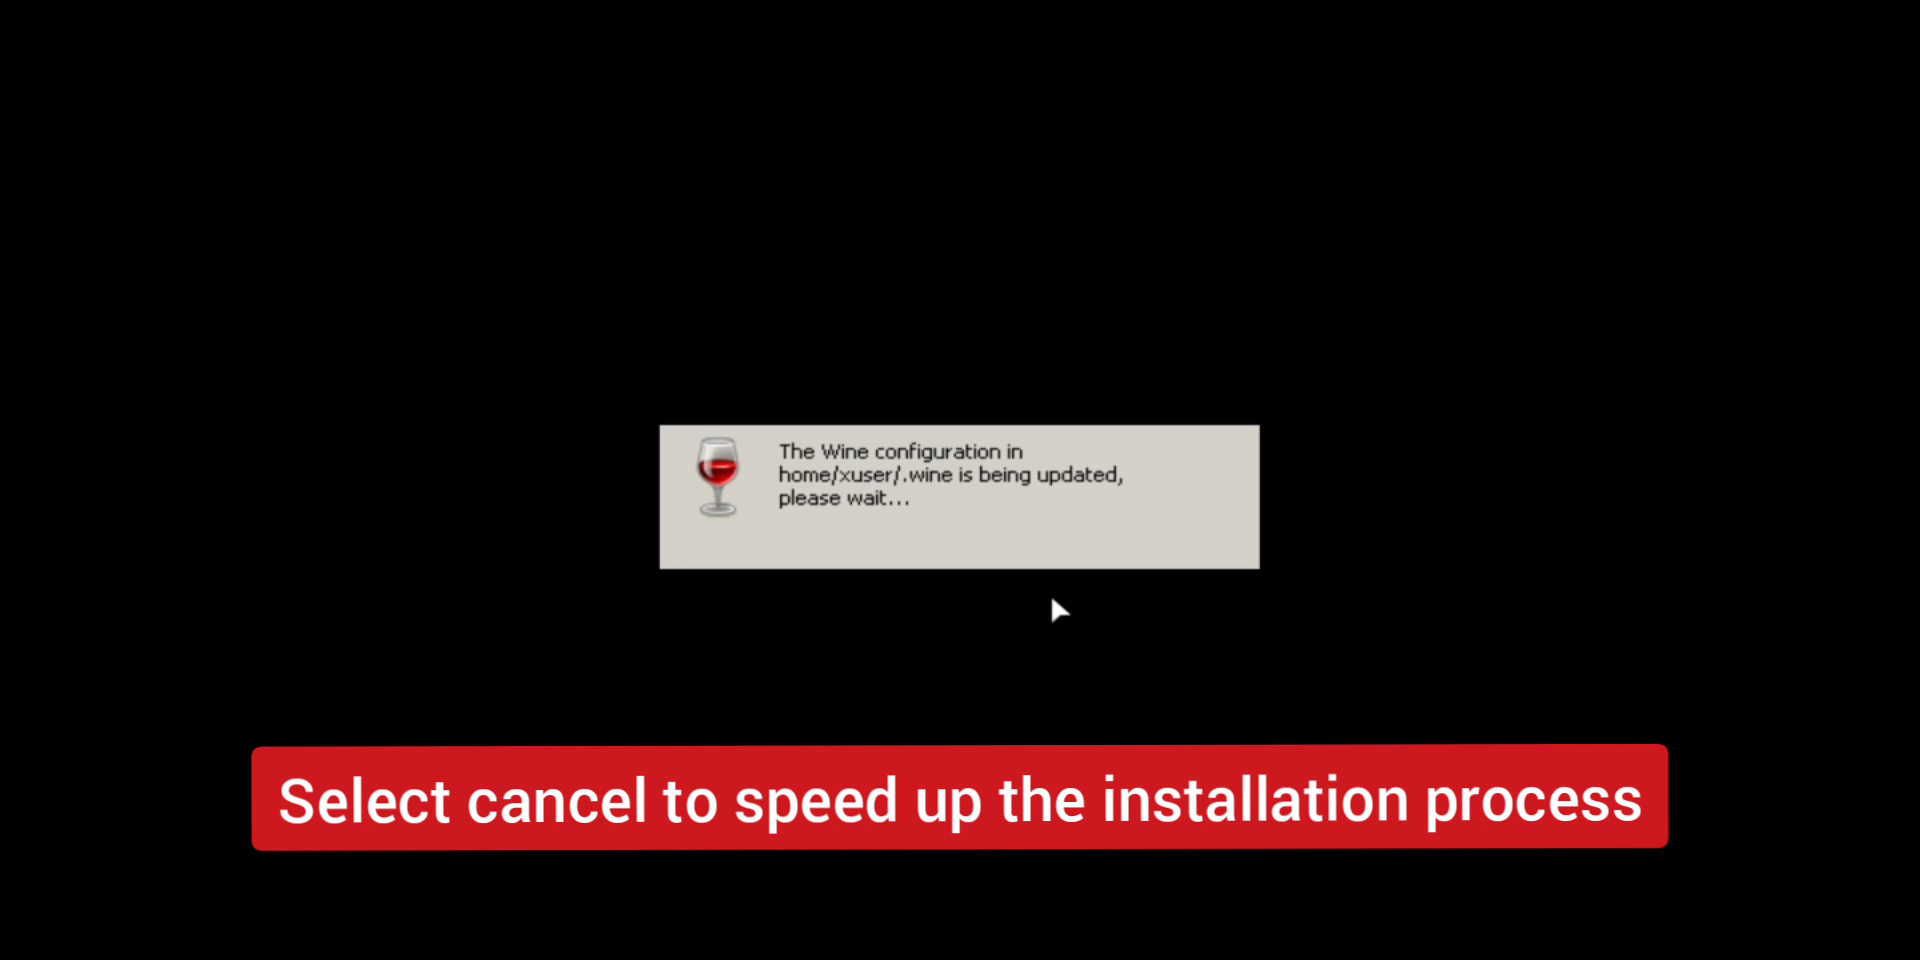 The Wine configuration in
home/xuser/.wine is being updated,
please wait...
Select cancel to speed up the installation process